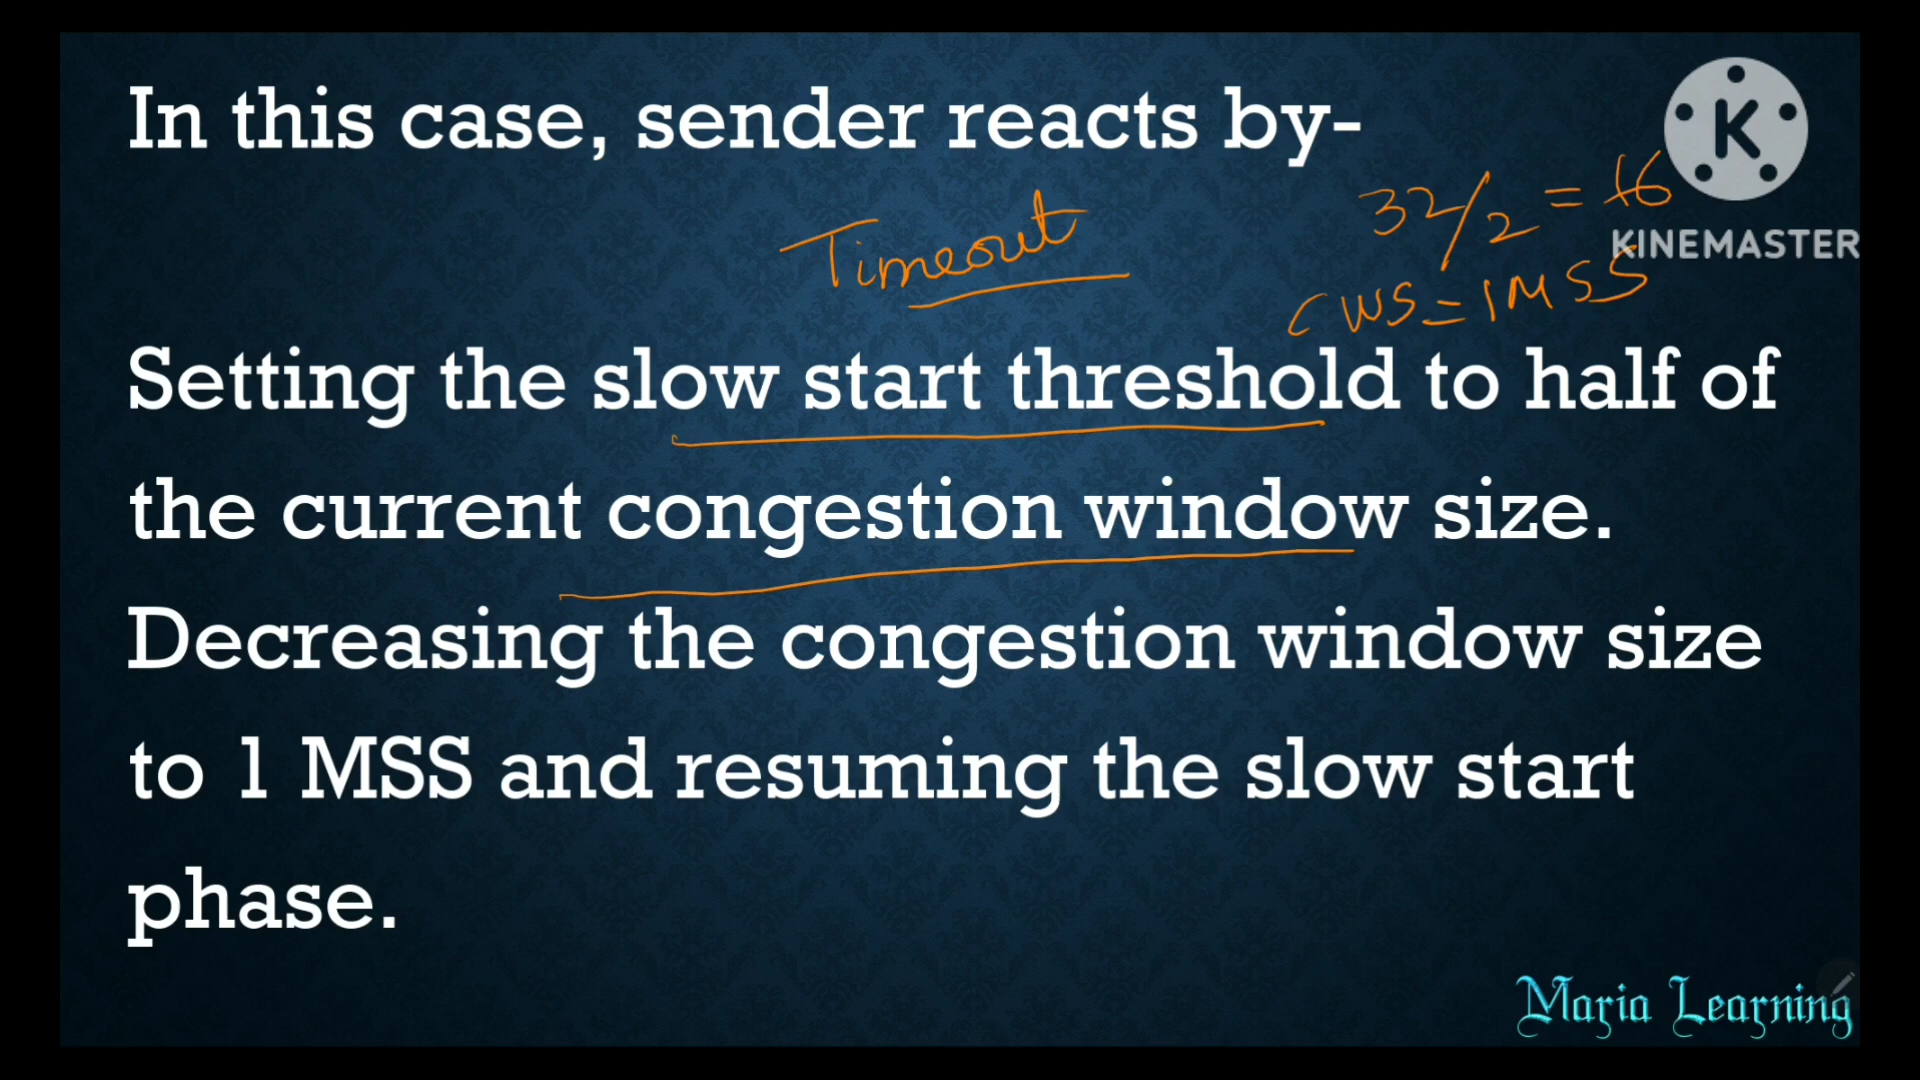 In this case, sender reacts by-
K
KINEMASTER
Timeout
32/2 = 16
CWS = 1MSS
Setting the slow start threshold to half of
the current congestion window size.
Decreasing the congestion window size
to 1 MSS and resuming the slow start
phase.
Maria Learning